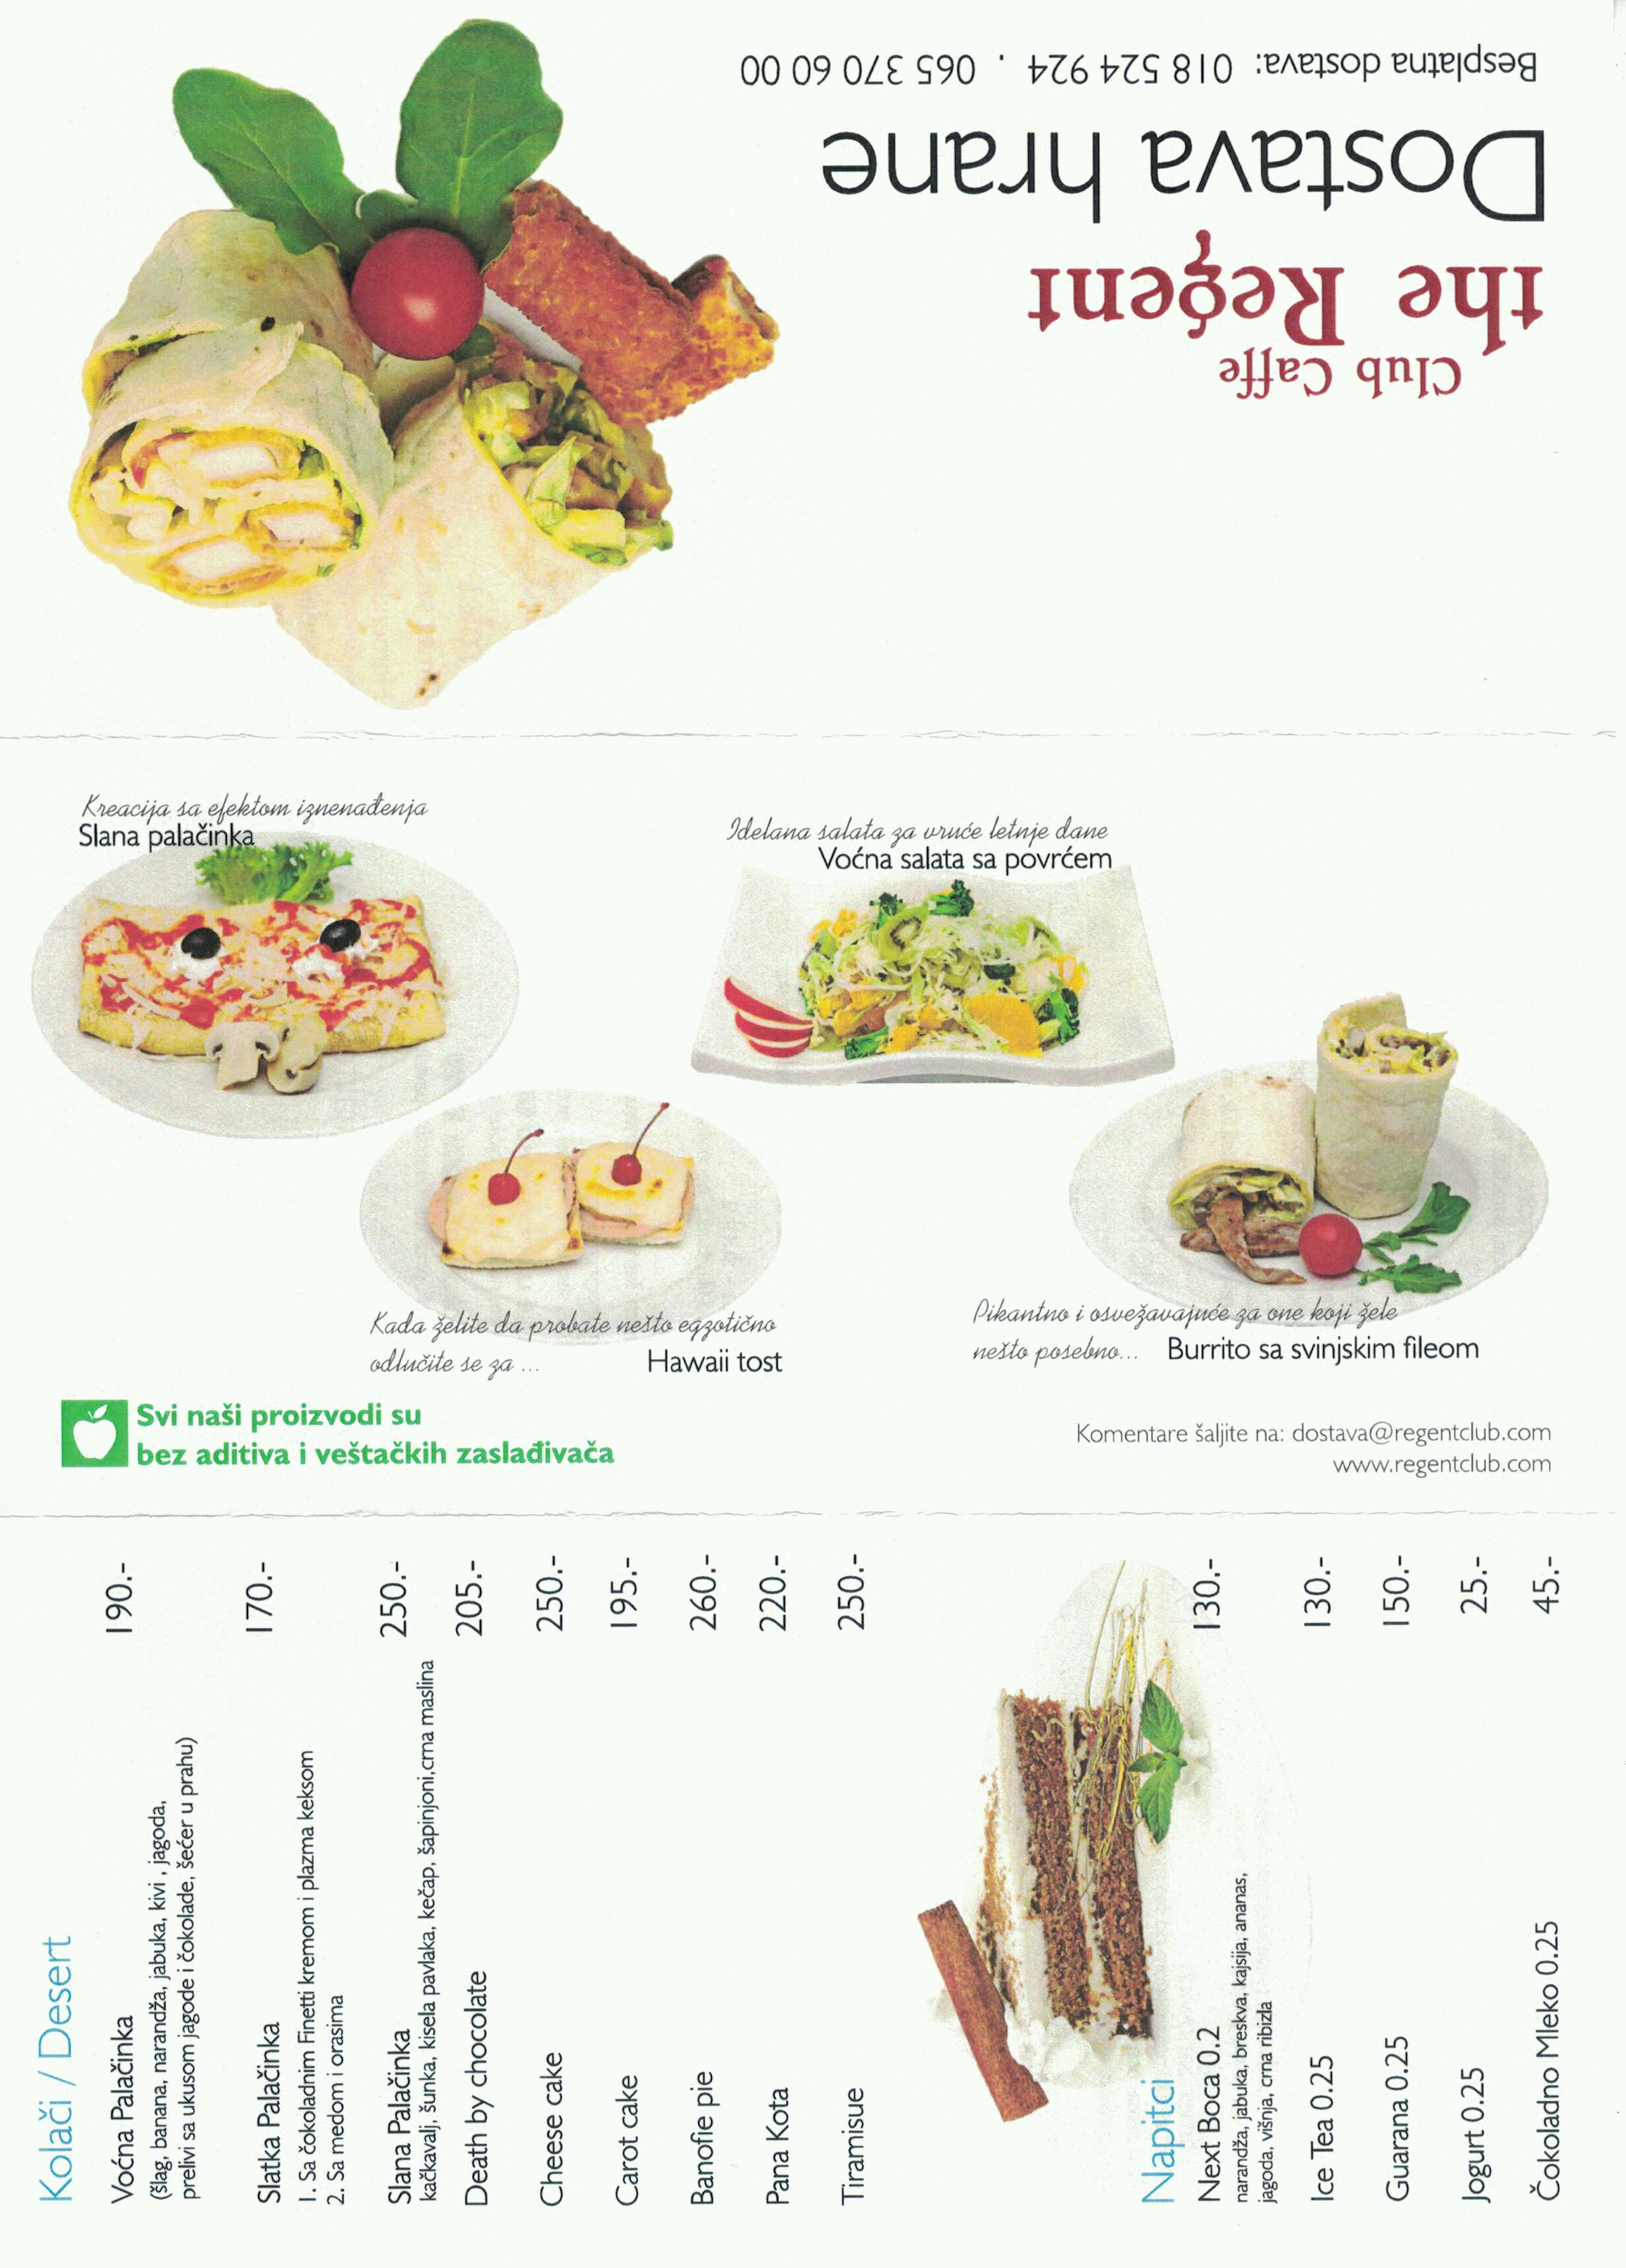 Kolači / Desert
Voćna Palačinka 190.-
(šlag, banana, narandža, jabuka, kivi , jagoda,
prelivi sa ukusom jagode i čokolade, šećer u prahu)
Slatka Palačinka 170.-
1. Sa čokoladnim Finetti kremom i plazma keksom
2. Sa medom i orasima
Slana Palačinka 250.-
kačkavalj, šunka, kisela pavlaka, kečap, šapinjoni,crna maslina
Death by chocolate 205.-
Cheese cake 250.-
Carot cake 195.-
Banofie pie 260.-
Pana Kota 220.-
Tiramisue 250.-
Napitci
Next Boca 0.2 130.-
narandža, jabuka, breskva, kajsija, ananas,
jagoda, višnja, crna ribizla
Ice Tea 0.25 130.-
Guarana 0.25 150.-
Jogurt 0.25 25.-
Čokoladno Mleko 0.25 45.-
Kreacija sa efektom iznenađenja
Slana palačinka
Kada želite da probate nešto egzotično
odlučite se za ...
Hawaii tost
Idelana salata za vruće letnje dane
Voćna salata sa povrćem
Pikantno i osvežavajuće za one koji žele
nešto posebno...
Burrito sa svinjskim fileom
Svi naši proizvodi su
bez aditiva i veštačkih zaslađivača
Komentare šaljite na: dostava@regentclub.com
www.regentclub.com
Club Caffe
the Regent
Dostava hrane
Besplatna dostava: 018 524 924 . 065 370 60 00